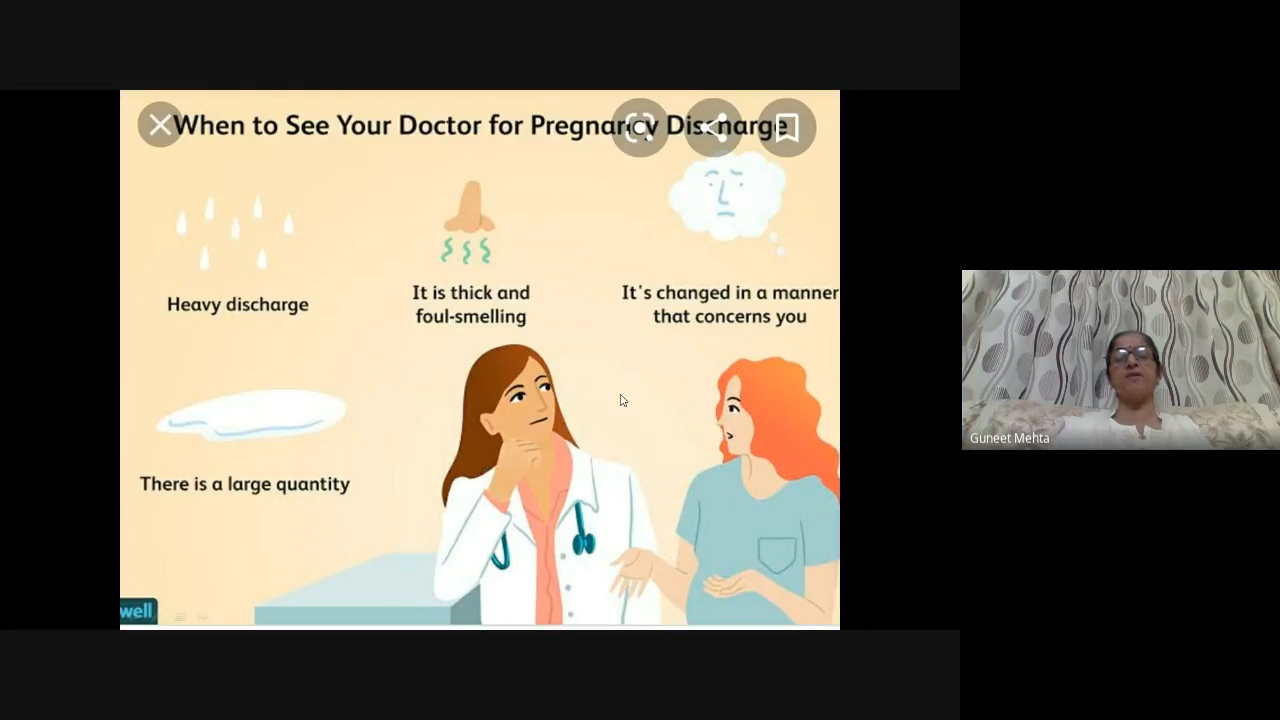 When to See Your Doctor for Pregnancy Discharge
Heavy discharge
It is thick and
foul-smelling
It's changed in a manner
that concerns you
There is a large quantity
well
Guneet Mehta